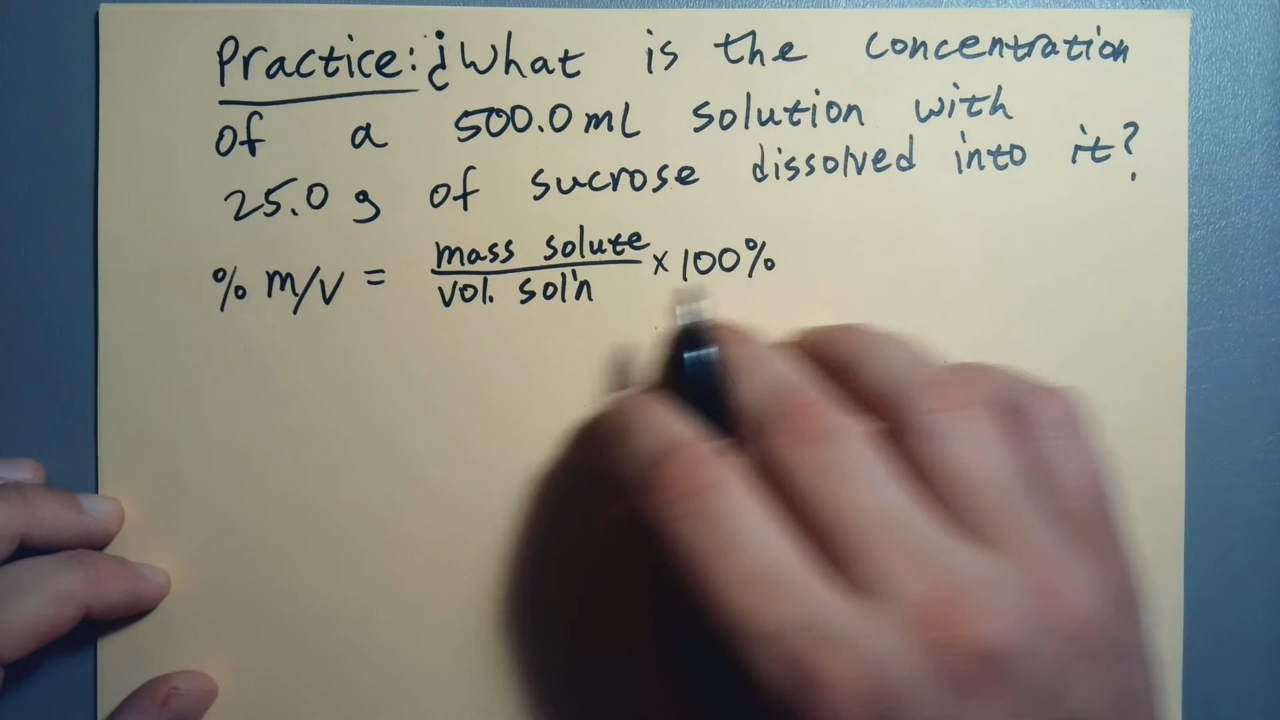 Practice: ¿What is the concentration
of a 500.0 mL solution with
25.0 g of sucrose dissolved into it?
% m/v = mass solute / vol. sol'n × 100%